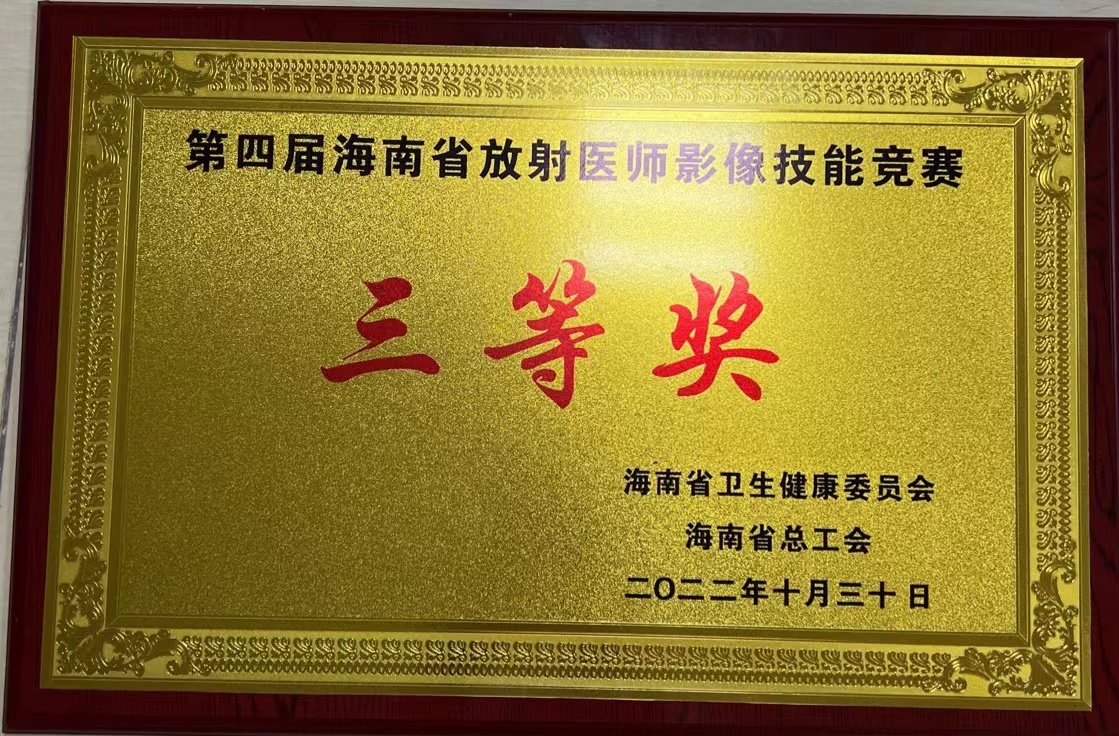 第四届海南省放射医师影像技能竞赛
三等奖
海南省卫生健康委员会
海南省总工会
二〇二二年十月三十日